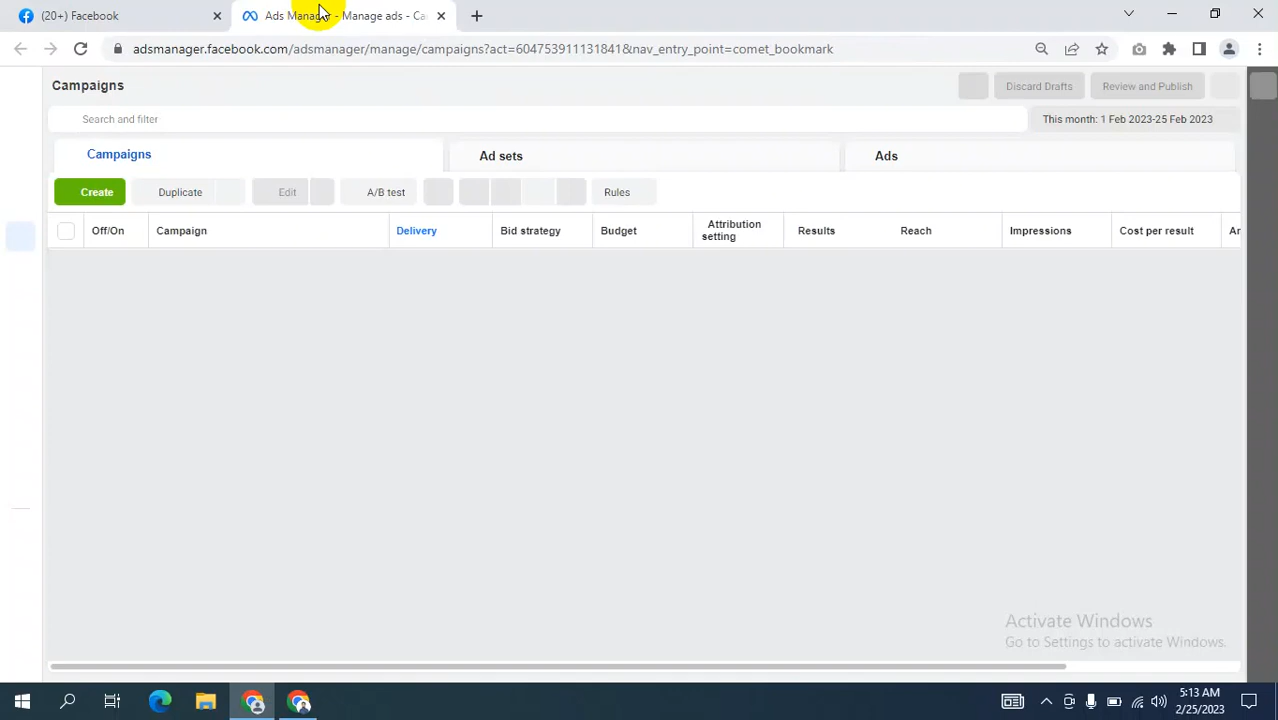 (20+) Facebook
Ads Manager - Manage ads - Ca
adsmanager.facebook.com/adsmanager/manage/campaigns?act=604753911131841&nav_entry_point=comet_bookmark
Campaigns
Discard Drafts
Review and Publish
Search and filter
This month: 1 Feb 2023-25 Feb 2023
Campaigns
Ad sets
Ads
Create
Duplicate
Edit
A/B test
Rules
Off/On
Campaign
Delivery
Bid strategy
Budget
Attribution
setting
Results
Reach
Impressions
Cost per result
Activate Windows
Go to Settings to activate Windows.
5:13 AM
2/25/2023